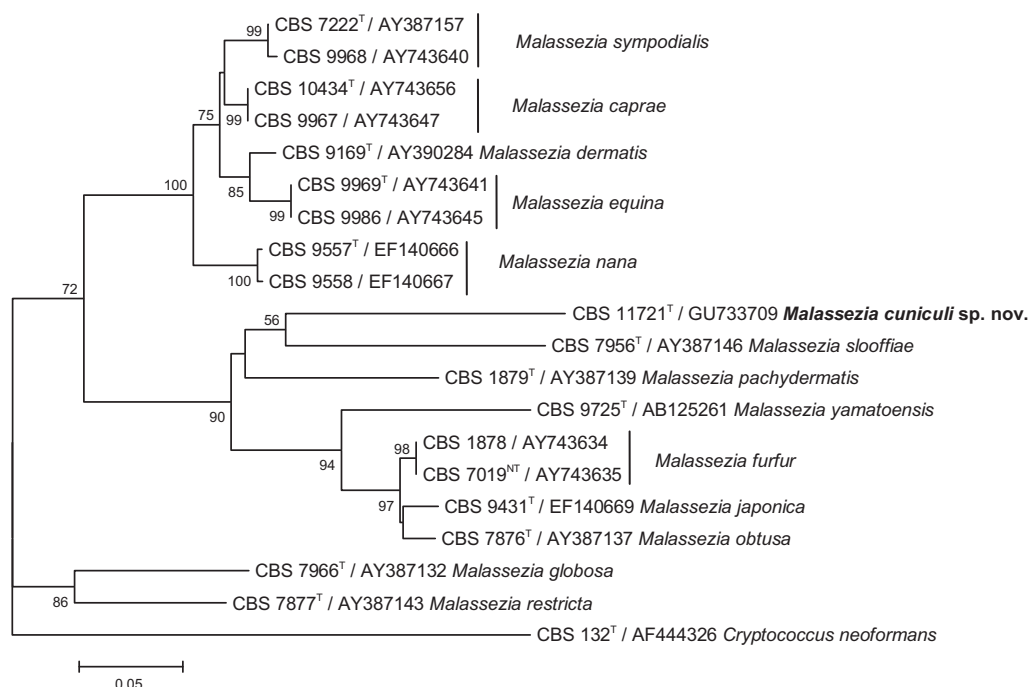 99
CBS 7222ᵀ / AY387157
CBS 9968 / AY743640
Malassezia sympodialis
75
CBS 10434ᵀ / AY743656
99
CBS 9967 / AY743647
Malassezia caprae
CBS 9169ᵀ / AY390284 Malassezia dermatis
85
100
CBS 9969ᵀ / AY743641
99
CBS 9986 / AY743645
Malassezia equina
CBS 9557ᵀ / EF140666
100
CBS 9558 / EF140667
Malassezia nana
72
56
CBS 11721ᵀ / GU733709 Malassezia cuniculi sp. nov.
CBS 7956ᵀ / AY387146 Malassezia slooffiae
CBS 1879ᵀ / AY387139 Malassezia pachydermatis
90
CBS 9725ᵀ / AB125261 Malassezia yamatoensis
94
98
CBS 1878 / AY743634
CBS 7019ᴺᵀ / AY743635
Malassezia furfur
97
CBS 9431ᵀ / EF140669 Malassezia japonica
CBS 7876ᵀ / AY387137 Malassezia obtusa
CBS 7966ᵀ / AY387132 Malassezia globosa
86
CBS 7877ᵀ / AY387143 Malassezia restricta
CBS 132ᵀ / AF444326 Cryptococcus neoformans
0.05